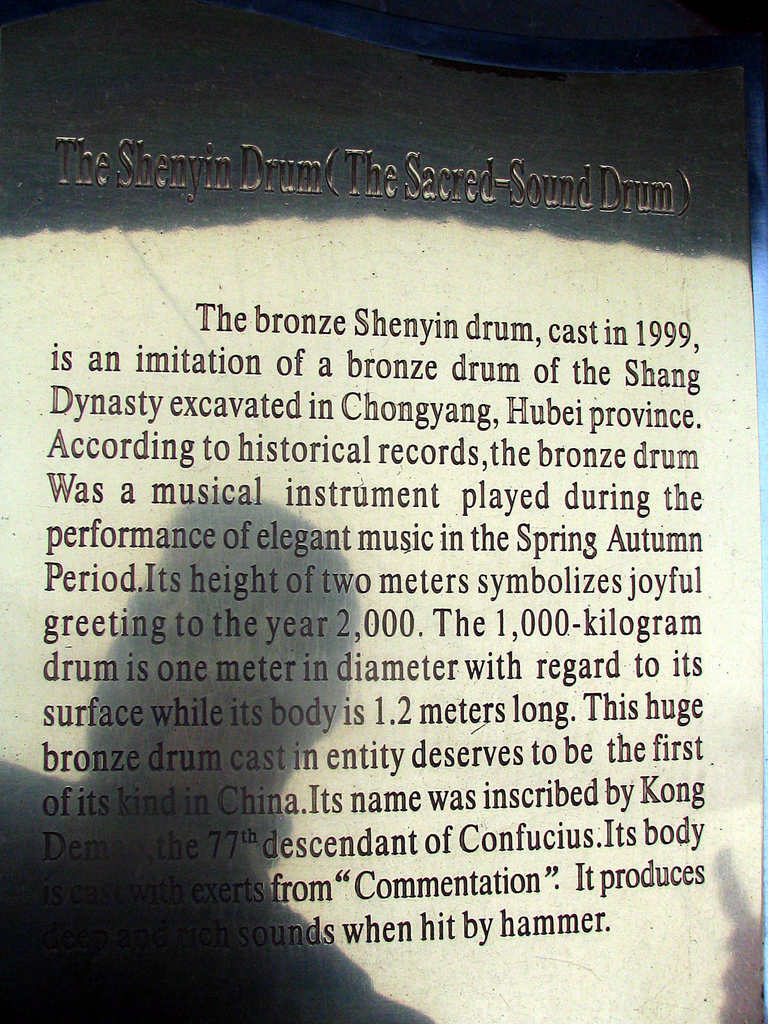 The Shenyin Drum ( The Sacred-Sound Drum )
The bronze Shenyin drum, cast in 1999,
is an imitation of a bronze drum of the Shang
Dynasty excavated in Chongyang, Hubei province.
According to historical records,the bronze drum
Was a musical instrument played during the
performance of elegant music in the Spring Autumn
Period.Its height of two meters symbolizes joyful
greeting to the year 2,000. The 1,000-kilogram
drum is one meter in diameter with regard to its
surface while its body is 1.2 meters long. This huge
bronze drum cast in entity deserves to be the first
of its kind in China.Its name was inscribed by Kong
the 77th descendant of Confucius.Its body
is cast with exerts from “Commentation”. It produces
deep and rich sounds when hit by hammer.